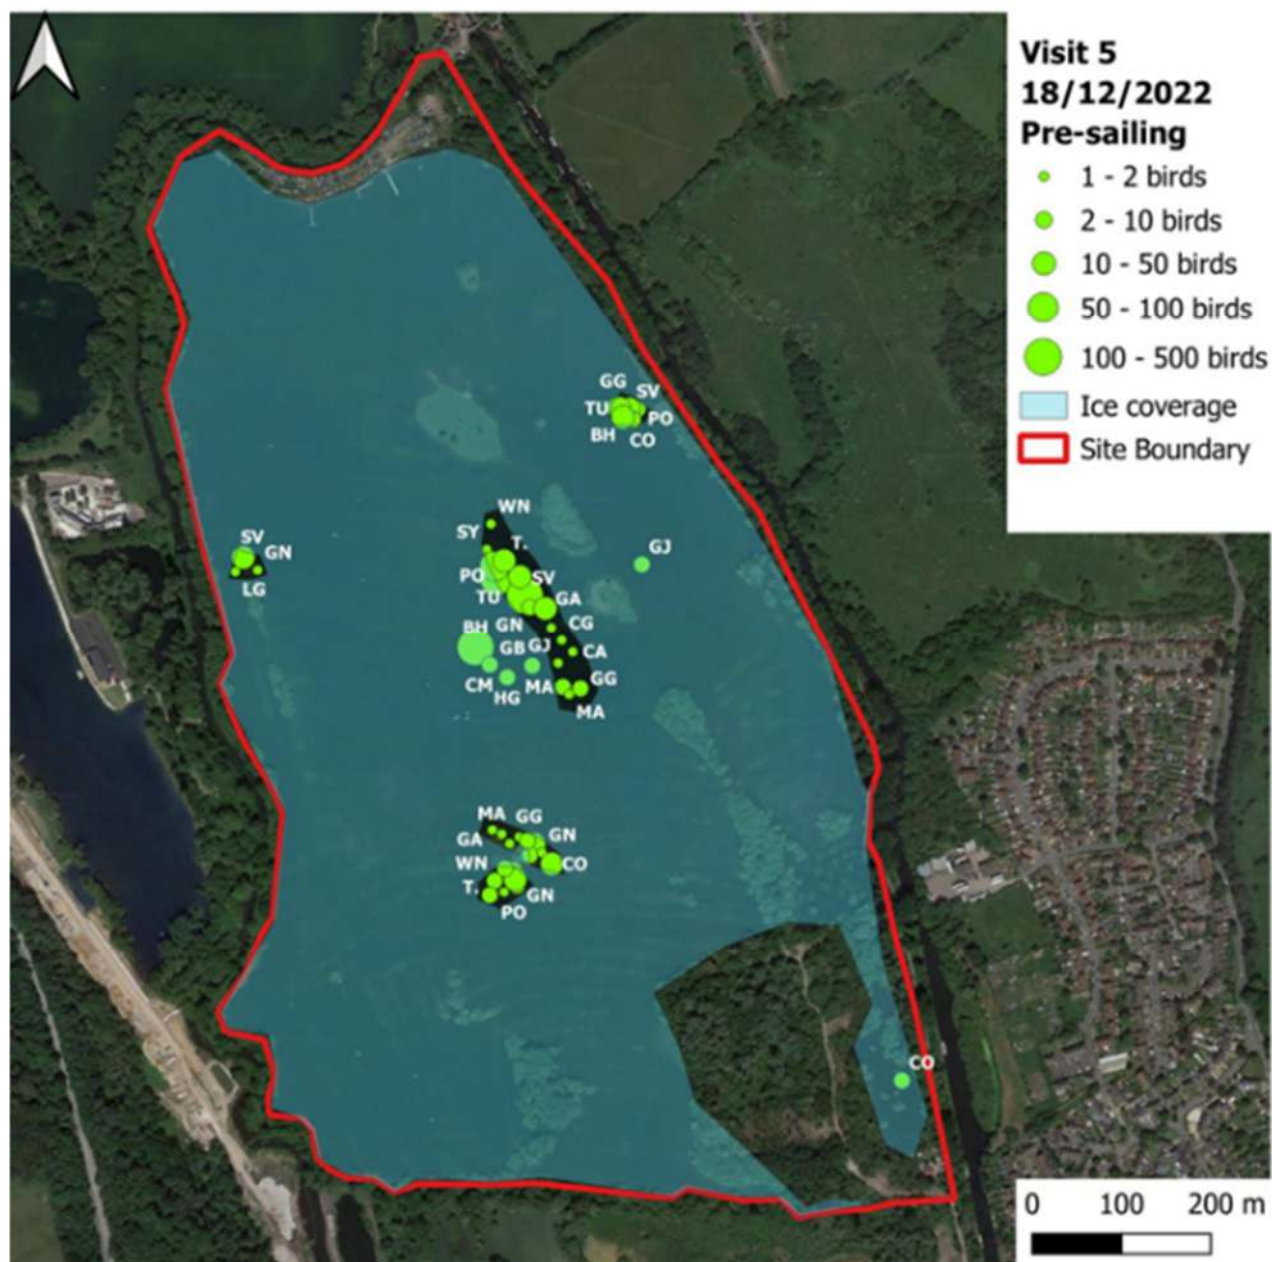 Visit 5
18/12/2022
Pre-sailing
1 - 2 birds
2 - 10 birds
10 - 50 birds
50 - 100 birds
100 - 500 birds
Ice coverage
Site Boundary
GG SV
TU PO
BH CO
WN
SY T.
SV GN
LG
GJ
PO SV
TU GA
BH GN CG
GB GJ CA
CM HG MA GG
MA
MA GG
GA GN
WN CO
T. GN
PO
CO
0 100 200 m